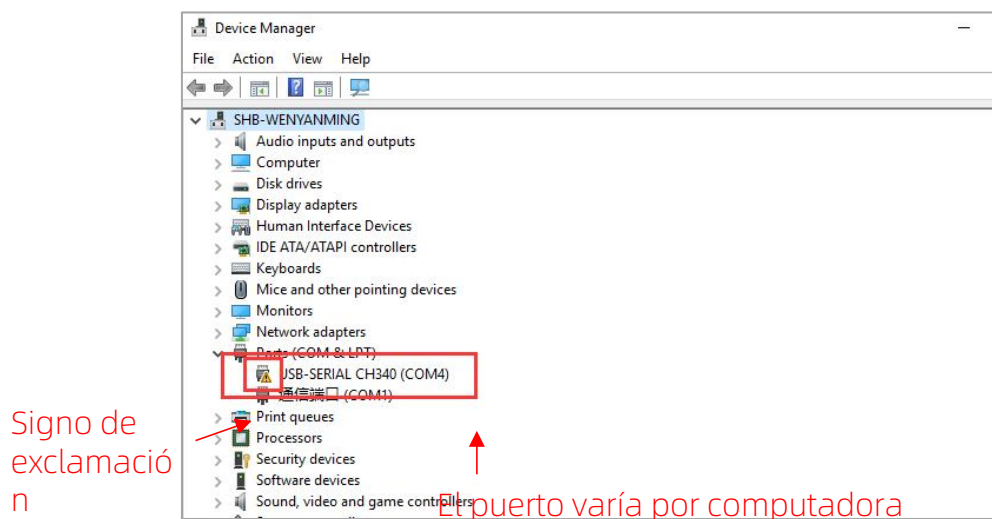 Device Manager
File Action View Help
SHB-WENYANMING
Audio inputs and outputs
Computer
Disk drives
Display adapters
Human Interface Devices
IDE ATA/ATAPI controllers
Keyboards
Mice and other pointing devices
Monitors
Network adapters
Ports (COM & LPT)
USB-SERIAL CH340 (COM4)
通信端口 (COM1)
Print queues
Processors
Security devices
Software devices
Sound, video and game controllers
Signo de
exclamació
n
El puerto varía por computadora